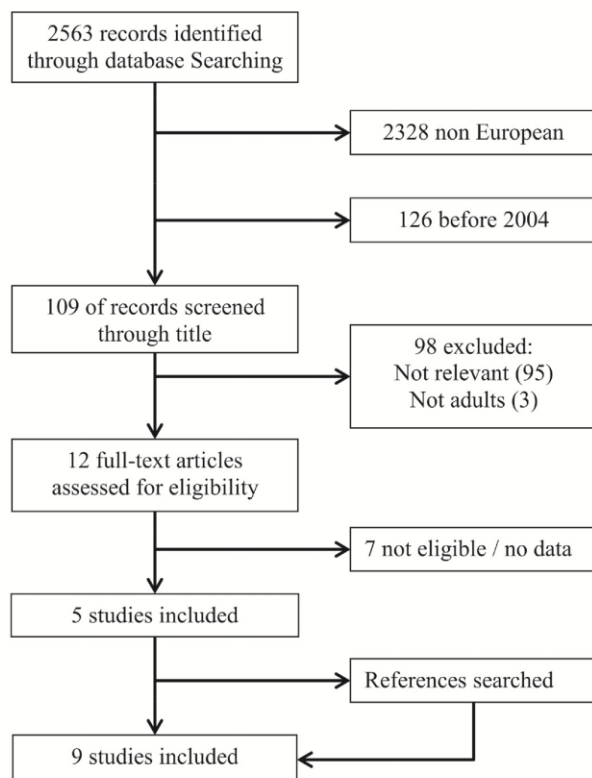 2563 records identified
through database Searching
2328 non European
126 before 2004
109 of records screened
through title
98 excluded:
Not relevant (95)
Not adults (3)
12 full-text articles
assessed for eligibility
7 not eligible / no data
5 studies included
References searched
9 studies included